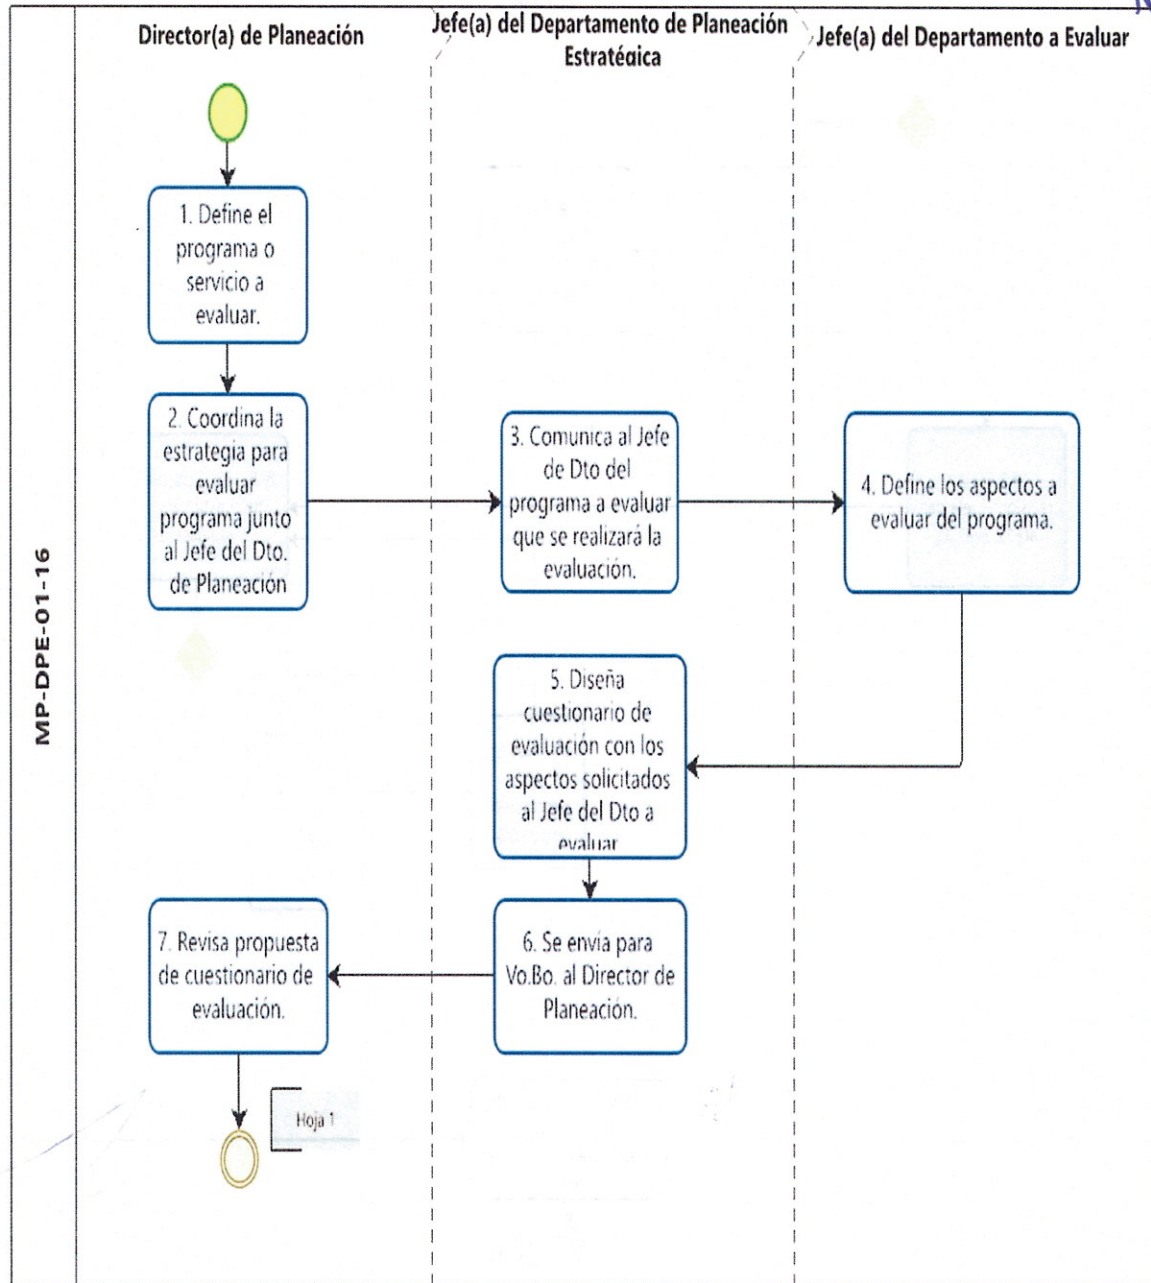 Director(a) de Planeación
Jefe(a) del Departamento de Planeación
Estratégica
Jefe(a) del Departamento a Evaluar
MP-DPE-01-16
1. Define el
programa o
servicio a
evaluar.
2. Coordina la
estrategia para
evaluar
programa junto
al Jefe del Dto.
de Planeación
3. Comunica al Jefe
de Dto del
programa a evaluar
que se realizará la
evaluación.
4. Define los aspectos a
evaluar del programa.
5. Diseña
cuestionario de
evaluación con los
aspectos solicitados
al Jefe del Dto a
evaluar
6. Se envía para
Vo.Bo. al Director de
Planeación.
7. Revisa propuesta
de cuestionario de
evaluación.
Hoja 1